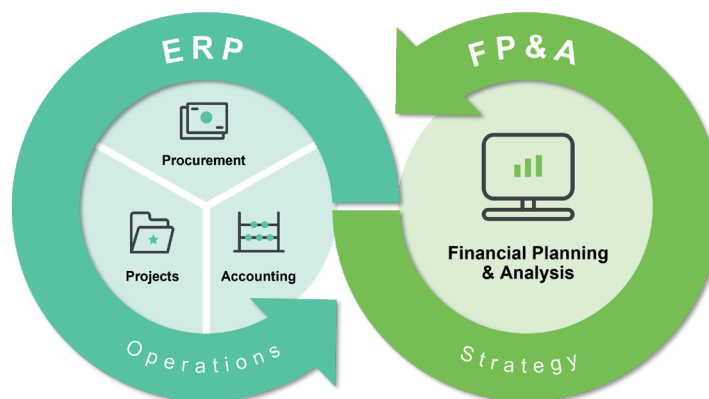 ERP
FP&A
Procurement
Projects
Accounting
Financial Planning
& Analysis
Operations
Strategy